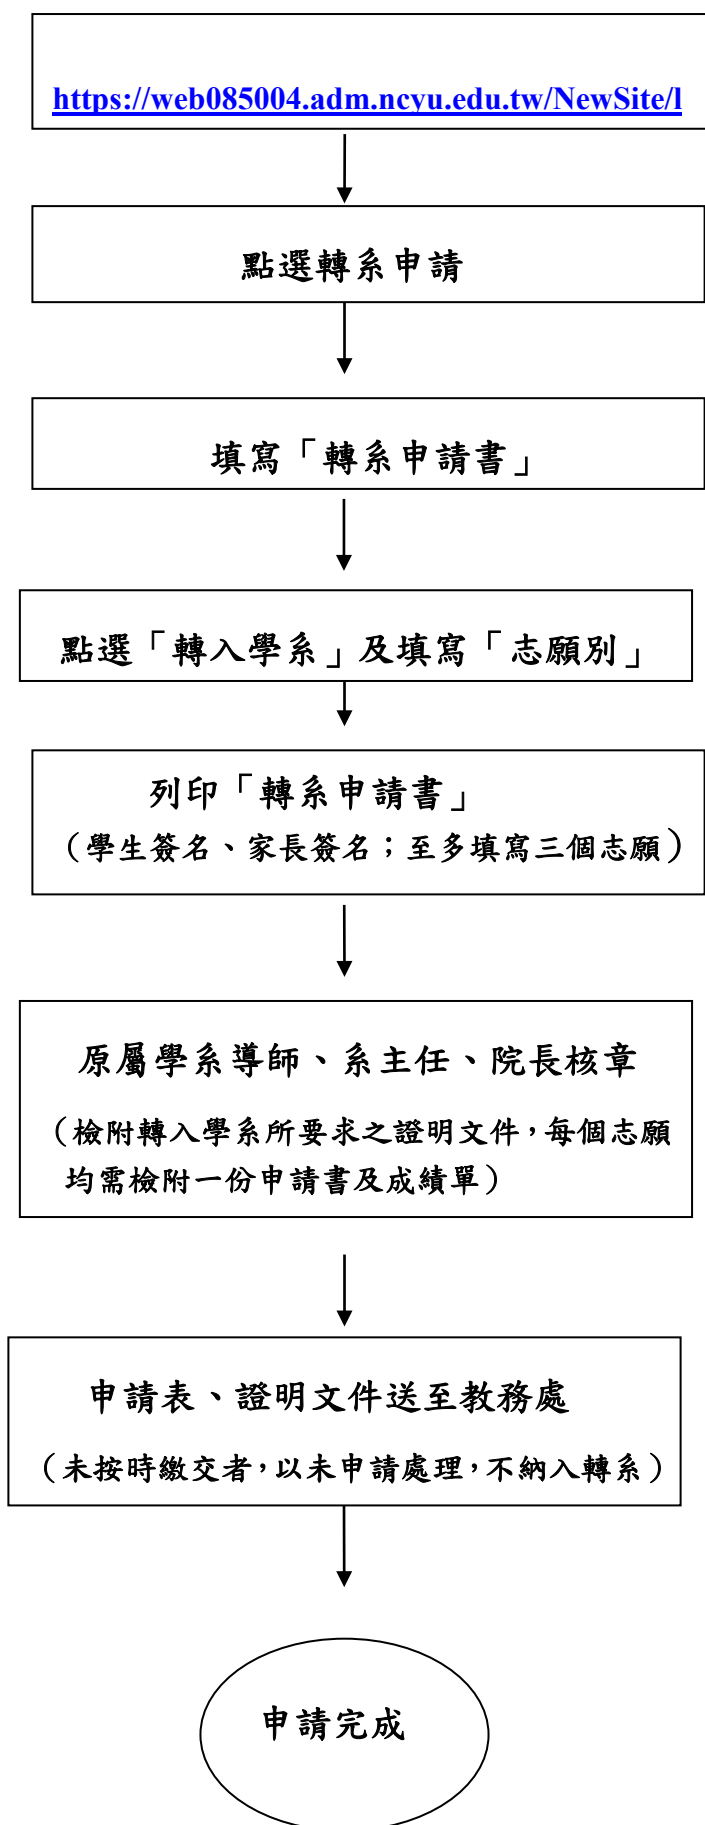 https://web085004.adm.ncyu.edu.tw/NewSite/l
點選轉系申請
填寫「轉系申請書」
點選「轉入學系」及填寫「志願別」
列印「轉系申請書」
（學生簽名、家長簽名；至多填寫三個志願）
原屬學系導師、系主任、院長核章
（檢附轉入學系所要求之證明文件，每個志願
均需檢附一份申請書及成績單）
申請表、證明文件送至教務處
（未按時繳交者，以未申請處理，不納入轉系）
申請完成